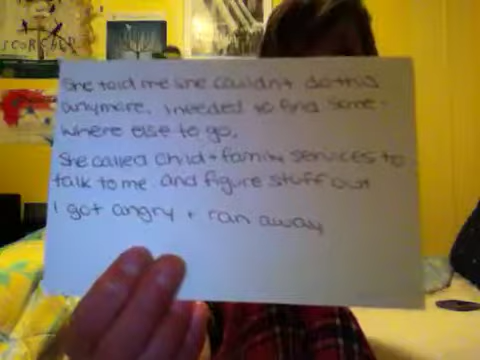 SCORCHER
She told me she couldn't do this
anymore. I needed to find some-
where else to go.
She called child + family services to
talk to me and figure stuff out
I got angry + ran away